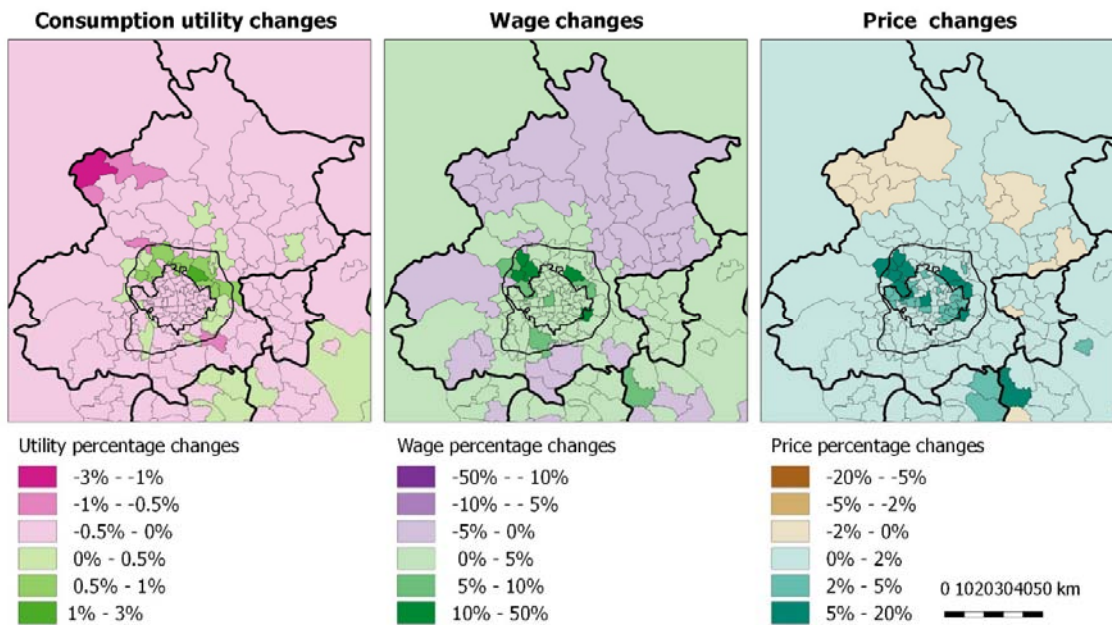 Consumption utility changes
Wage changes
Price changes
Utility percentage changes
-3% - -1%
-1% - -0.5%
-0.5% - 0%
0% - 0.5%
0.5% - 1%
1% - 3%
Wage percentage changes
-50% - - 10%
-10% - - 5%
-5% - 0%
0% - 5%
5% - 10%
10% - 50%
Price percentage changes
-20% - -5%
-5% - -2%
-2% - 0%
0% - 2%
2% - 5%
5% - 20%
0 1020304050 km